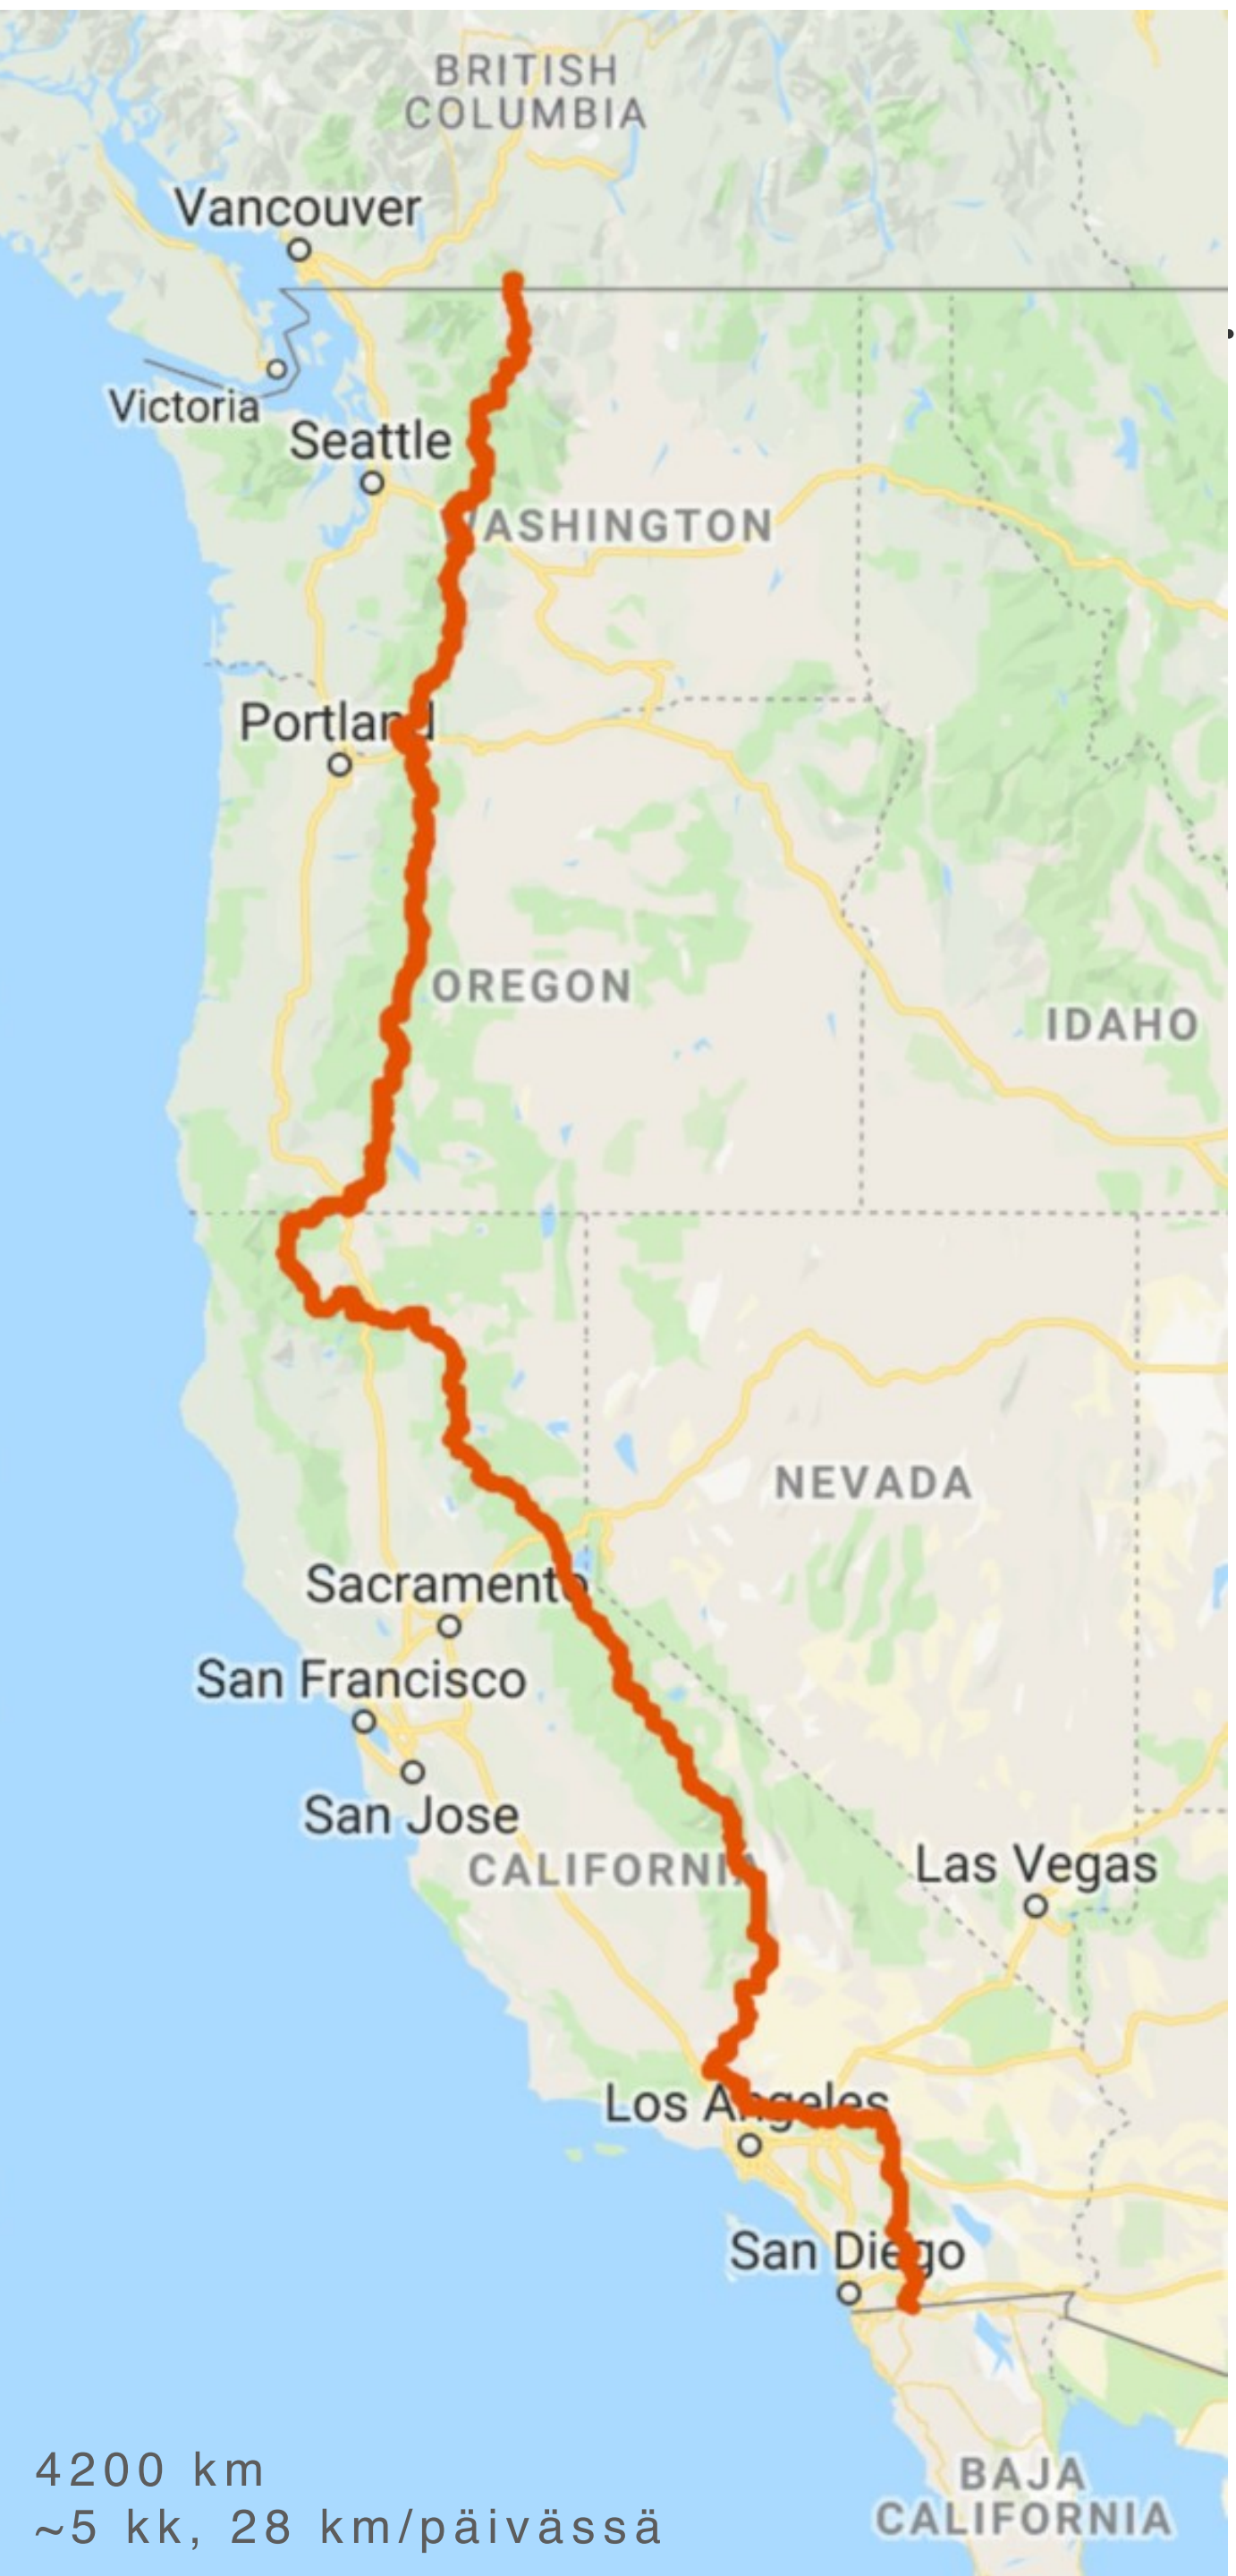 BRITISH
COLUMBIA
Vancouver
Victoria
Seattle
ASHINGTON
Portland
OREGON
IDAHO
NEVADA
Sacramento
San Francisco
San Jose
CALIFORNIA
Las Vegas
Los Angeles
San Diego
BAJA
CALIFORNIA
4200 km
~5 kk, 28 km/päivässä